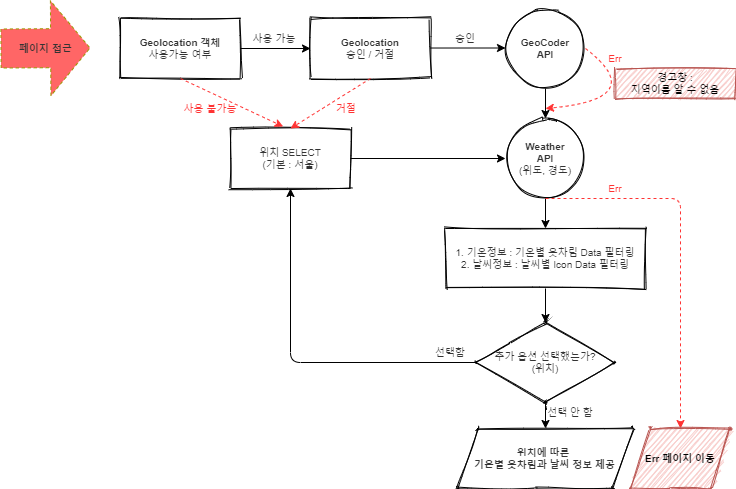 페이지 접근
Geolocation 객체
사용가능 여부
사용 가능
Geolocation
승인 / 거절
승인
GeoCoder
API
Err
경고창 :
지역이를 알 수 없음
사용 불가능
거절
위치 SELECT
(기본 : 서울)
Weather
API
(위도, 경도)
Err
1. 기온정보 : 기온별 옷차림 Data 필터링
2. 날씨정보 : 날씨별 Icon Data 필터링
선택함
추가 옵션 선택했는가?
(위치)
선택 안 함
위치에 따른
기온별 옷차림과 날씨 정보 제공
Err 페이지 이동